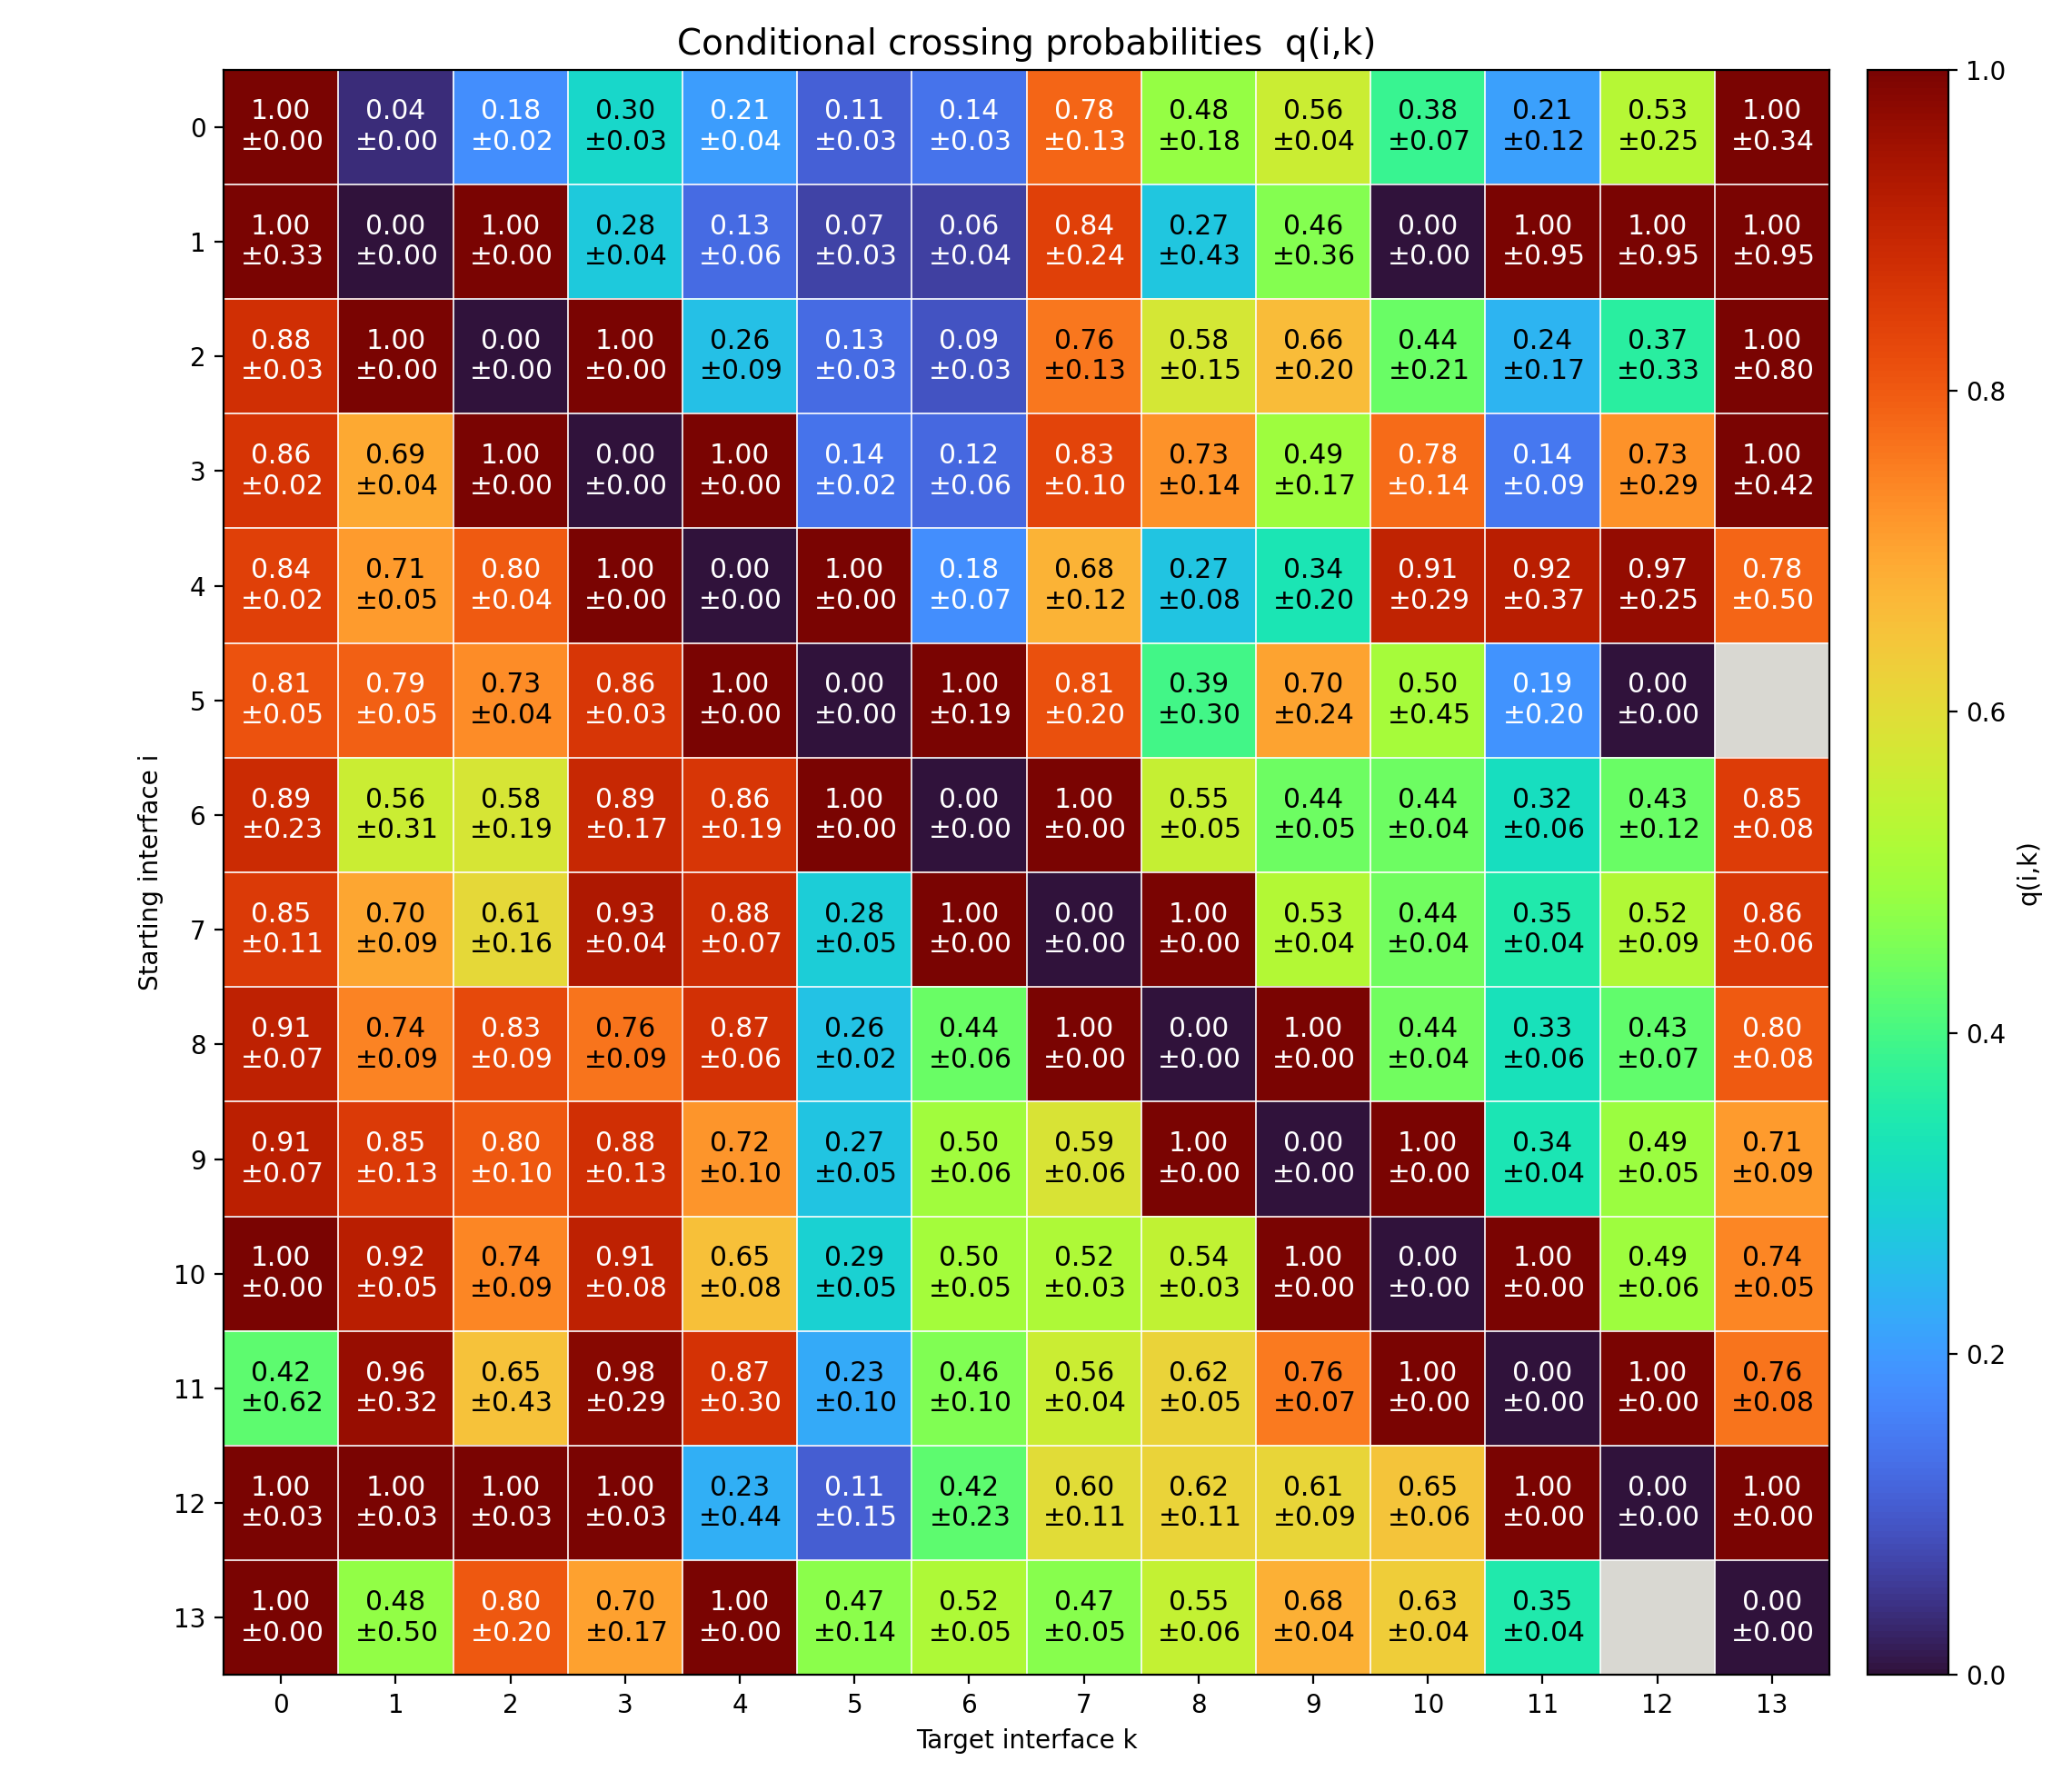 Conditional crossing probabilities  q(i,k)
1.00 0.04 0.18 0.30 0.21 0.11 0.14 0.78 0.48 0.56 0.38 0.21 0.53 1.00
0 ±0.00 ±0.00 ±0.02 ±0.03 ±0.04 ±0.03 ±0.03 ±0.13 ±0.18 ±0.04 ±0.07 ±0.12 ±0.25 ±0.34
1.00 0.00 1.00 0.28 0.13 0.07 0.06 0.84 0.27 0.46 0.00 1.00 1.00 1.00
1 ±0.33 ±0.00 ±0.00 ±0.04 ±0.06 ±0.03 ±0.04 ±0.24 ±0.43 ±0.36 ±0.00 ±0.95 ±0.95 ±0.95
0.88 1.00 0.00 1.00 0.26 0.13 0.09 0.76 0.58 0.66 0.44 0.24 0.37 1.00
2 ±0.03 ±0.00 ±0.00 ±0.00 ±0.09 ±0.03 ±0.03 ±0.13 ±0.15 ±0.20 ±0.21 ±0.17 ±0.33 ±0.80
0.86 0.69 1.00 0.00 1.00 0.14 0.12 0.83 0.73 0.49 0.78 0.14 0.73 1.00
3 ±0.02 ±0.04 ±0.00 ±0.00 ±0.00 ±0.02 ±0.06 ±0.10 ±0.14 ±0.17 ±0.14 ±0.09 ±0.29 ±0.42
0.84 0.71 0.80 1.00 0.00 1.00 0.18 0.68 0.27 0.34 0.91 0.92 0.97 0.78
4 ±0.02 ±0.05 ±0.04 ±0.00 ±0.00 ±0.00 ±0.07 ±0.12 ±0.08 ±0.20 ±0.29 ±0.37 ±0.25 ±0.50
0.81 0.79 0.73 0.86 1.00 0.00 1.00 0.81 0.39 0.70 0.50 0.19 0.00
5 ±0.05 ±0.05 ±0.04 ±0.03 ±0.00 ±0.00 ±0.19 ±0.20 ±0.30 ±0.24 ±0.45 ±0.20 ±0.00
0.89 0.56 0.58 0.89 0.86 1.00 0.00 1.00 0.55 0.44 0.44 0.32 0.43 0.85
6 ±0.23 ±0.31 ±0.19 ±0.17 ±0.19 ±0.00 ±0.00 ±0.00 ±0.05 ±0.05 ±0.04 ±0.06 ±0.12 ±0.08
0.85 0.70 0.61 0.93 0.88 0.28 1.00 0.00 1.00 0.53 0.44 0.35 0.52 0.86
7 ±0.11 ±0.09 ±0.16 ±0.04 ±0.07 ±0.05 ±0.00 ±0.00 ±0.00 ±0.04 ±0.04 ±0.04 ±0.09 ±0.06
0.91 0.74 0.83 0.76 0.87 0.26 0.44 1.00 0.00 1.00 0.44 0.33 0.43 0.80
8 ±0.07 ±0.09 ±0.09 ±0.09 ±0.06 ±0.02 ±0.06 ±0.00 ±0.00 ±0.00 ±0.04 ±0.06 ±0.07 ±0.08
0.91 0.85 0.80 0.88 0.72 0.27 0.50 0.59 1.00 0.00 1.00 0.34 0.49 0.71
9 ±0.07 ±0.13 ±0.10 ±0.13 ±0.10 ±0.05 ±0.06 ±0.06 ±0.00 ±0.00 ±0.00 ±0.04 ±0.05 ±0.09
1.00 0.92 0.74 0.91 0.65 0.29 0.50 0.52 0.54 1.00 0.00 1.00 0.49 0.74
10 ±0.00 ±0.05 ±0.09 ±0.08 ±0.08 ±0.05 ±0.05 ±0.03 ±0.03 ±0.00 ±0.00 ±0.00 ±0.06 ±0.05
0.42 0.96 0.65 0.98 0.87 0.23 0.46 0.56 0.62 0.76 1.00 0.00 1.00 0.76
11 ±0.62 ±0.32 ±0.43 ±0.29 ±0.30 ±0.10 ±0.10 ±0.04 ±0.05 ±0.07 ±0.00 ±0.00 ±0.00 ±0.08
1.00 1.00 1.00 1.00 0.23 0.11 0.42 0.60 0.62 0.61 0.65 1.00 0.00 1.00
12 ±0.03 ±0.03 ±0.03 ±0.03 ±0.44 ±0.15 ±0.23 ±0.11 ±0.11 ±0.09 ±0.06 ±0.00 ±0.00 ±0.00
1.00 0.48 0.80 0.70 1.00 0.47 0.52 0.47 0.55 0.68 0.63 0.35 0.00
13 ±0.00 ±0.50 ±0.20 ±0.17 ±0.00 ±0.14 ±0.05 ±0.05 ±0.06 ±0.04 ±0.04 ±0.04 ±0.00
0 1 2 3 4 5 6 7 8 9 10 11 12 13
Target interface k
Starting interface i
1.0
0.8
0.6
0.4
0.2
0.0
q(i,k)